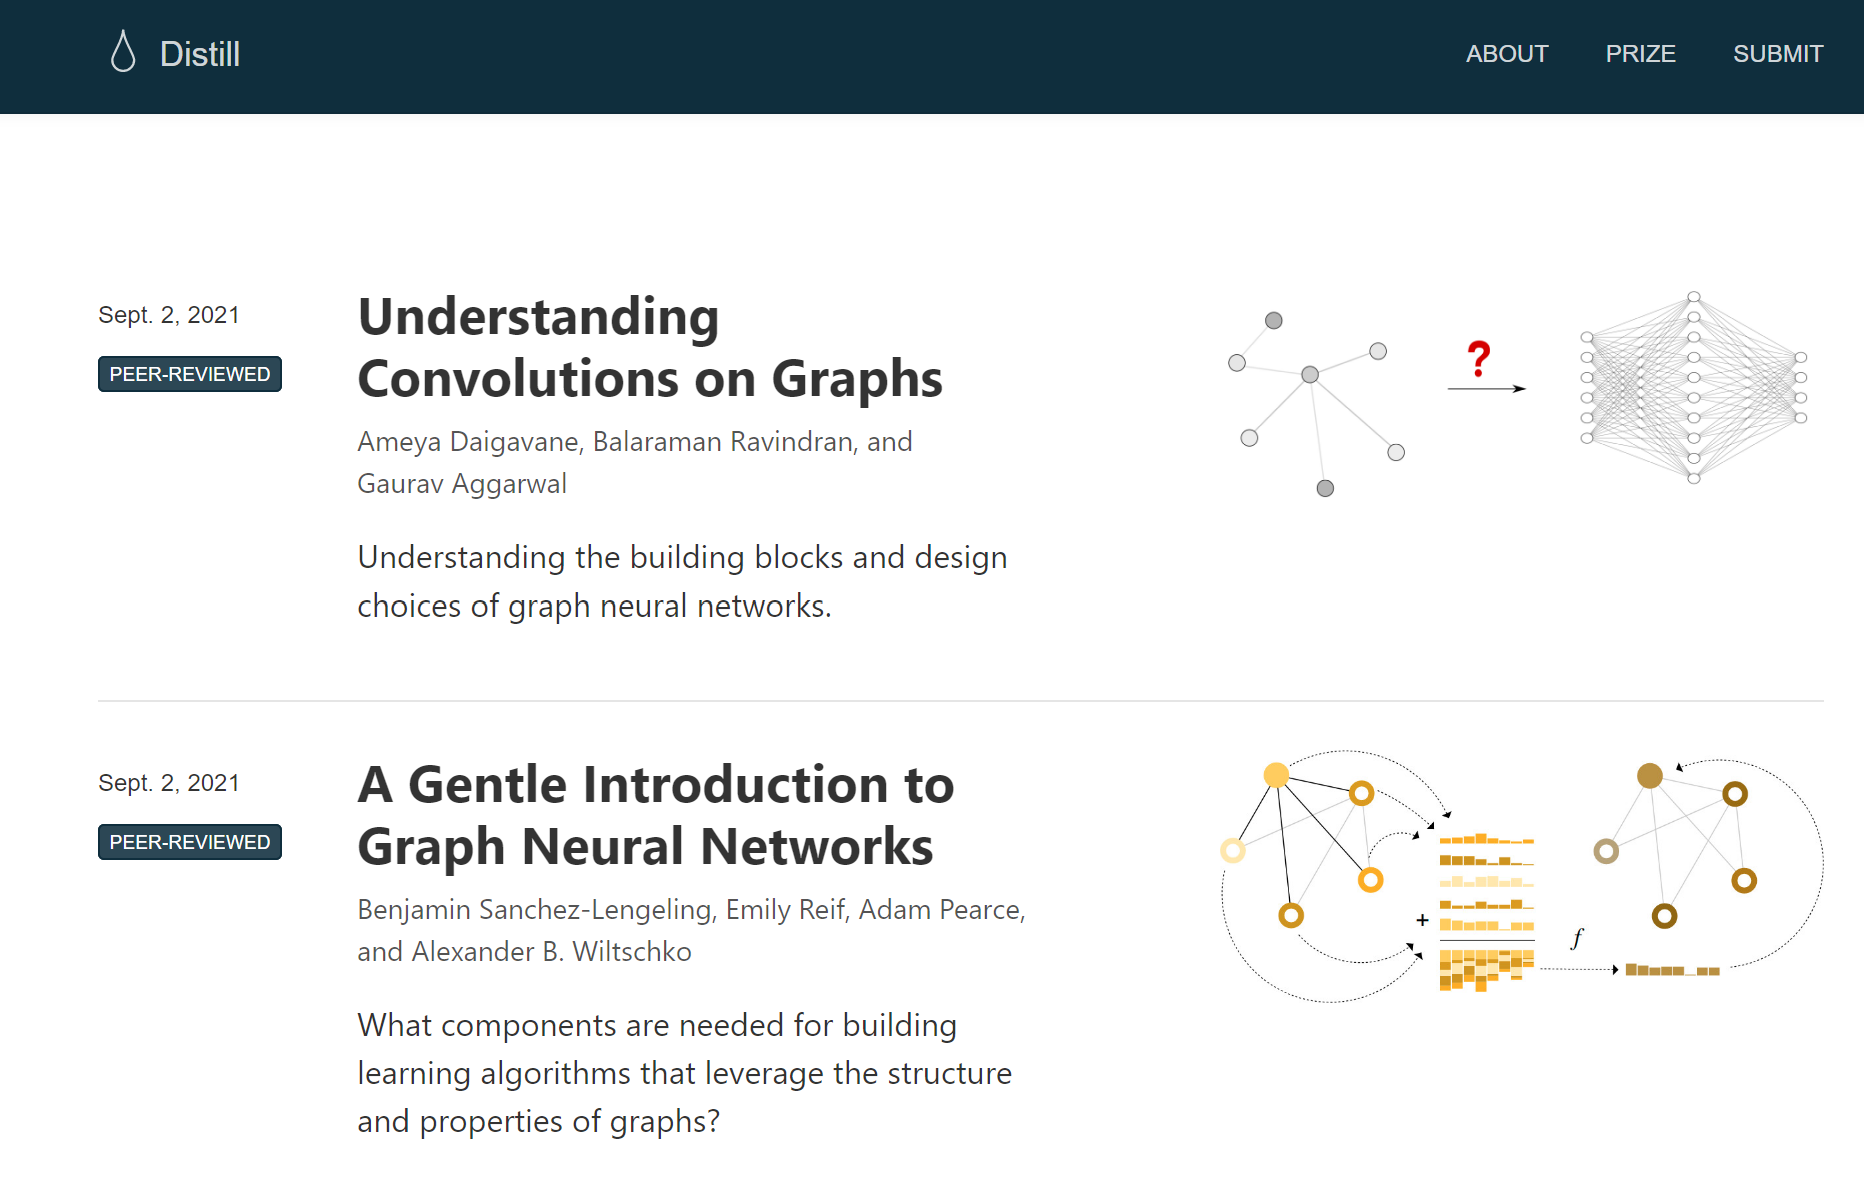 Distill
ABOUT PRIZE SUBMIT
Sept. 2, 2021
PEER-REVIEWED
Understanding
Convolutions on Graphs
Ameya Daigavane, Balaraman Ravindran, and
Gaurav Aggarwal
Understanding the building blocks and design
choices of graph neural networks.
?
Sept. 2, 2021
PEER-REVIEWED
A Gentle Introduction to
Graph Neural Networks
Benjamin Sanchez-Lengeling, Emily Reif, Adam Pearce,
and Alexander B. Wiltschko
What components are needed for building
learning algorithms that leverage the structure
and properties of graphs?
+
f